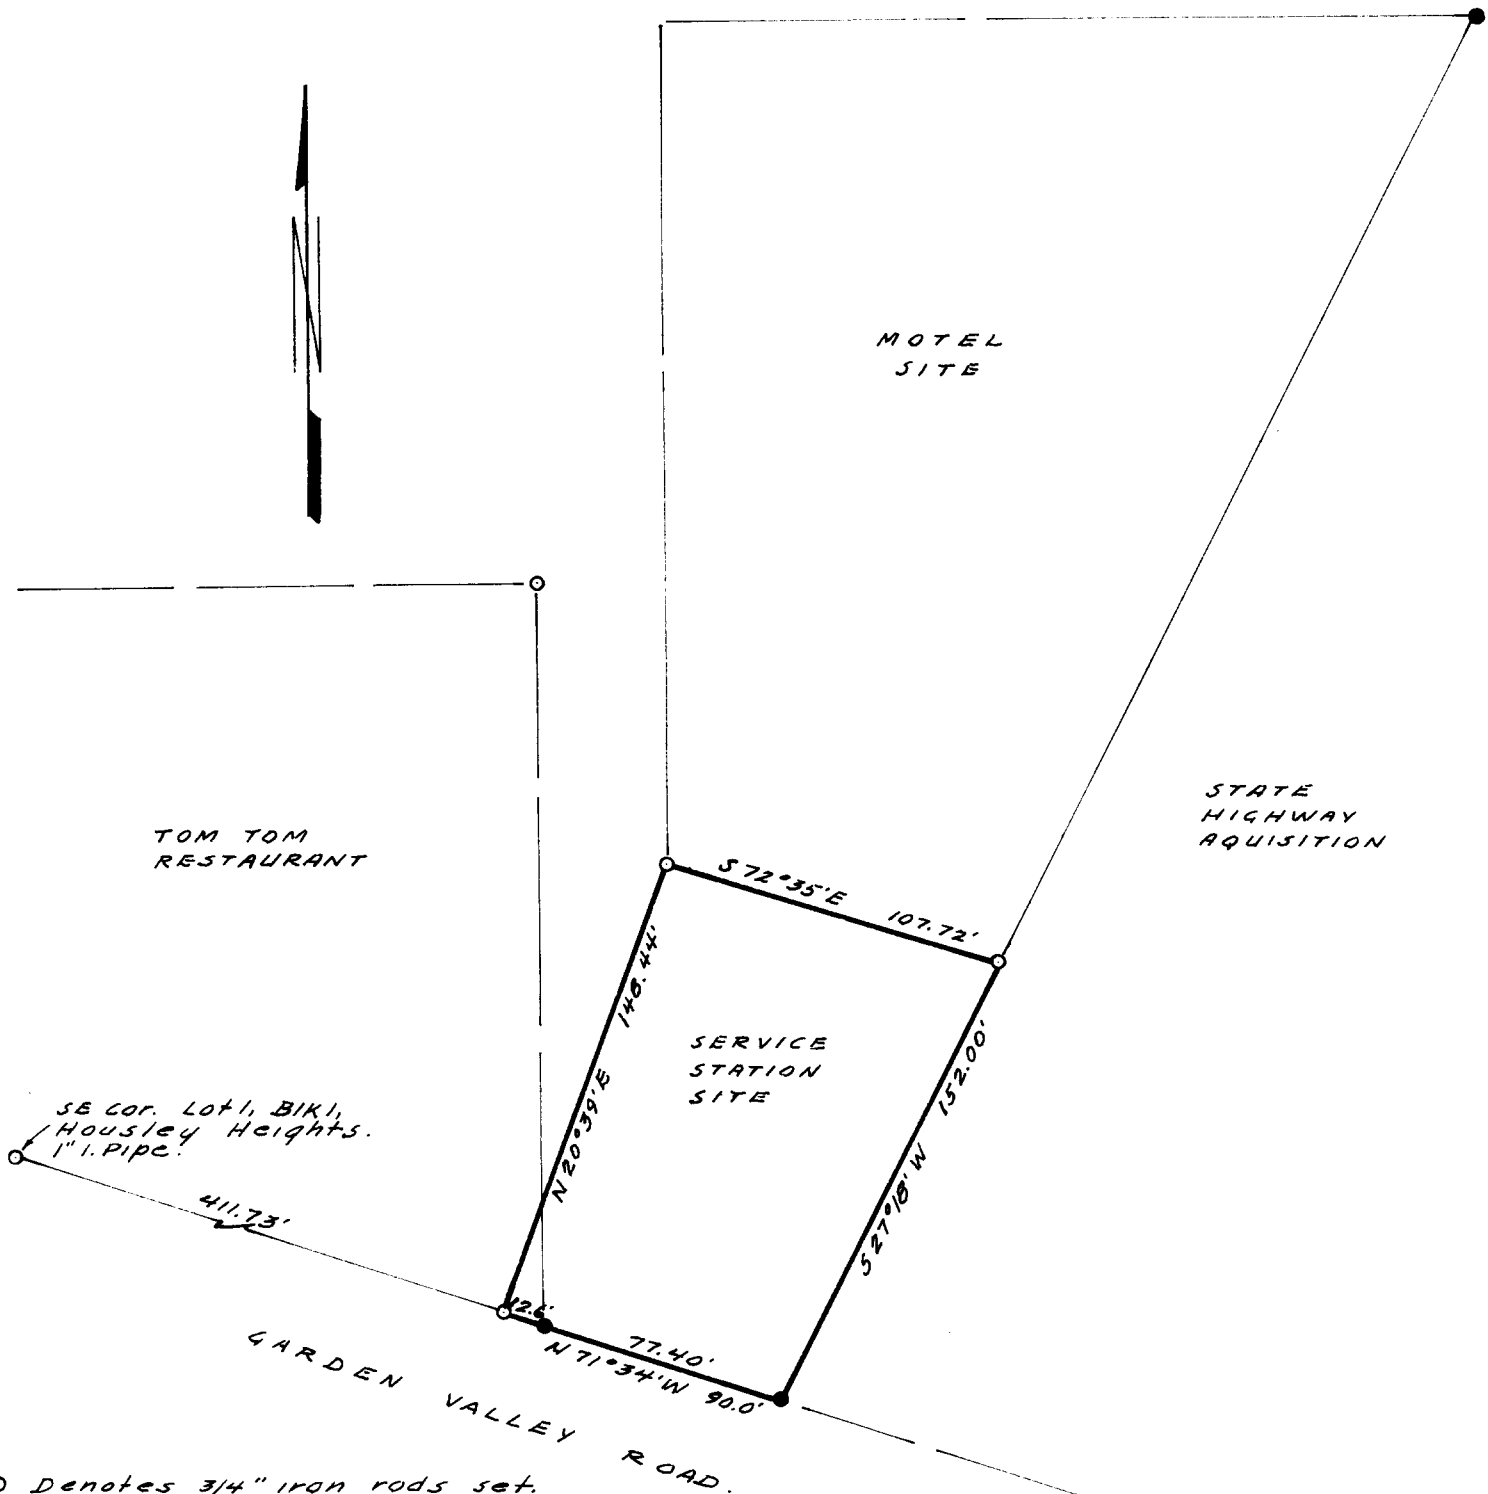 N
MOTEL
SITE
STATE
HIGHWAY
AQUISITION
TOM TOM
RESTAURANT
S 72°35'E 107.72'
N 20°39'E 148.44'
SERVICE
STATION
SITE
S 27°18' W 152.00'
SE Cor. Lot 1, Blk 1,
Housley Heights.
1" I. Pipe.
411.73'
12.6'
77.40'
N 71°34'W 90.0'
GARDEN VALLEY ROAD.
Denotes 3/4" iron rods set.